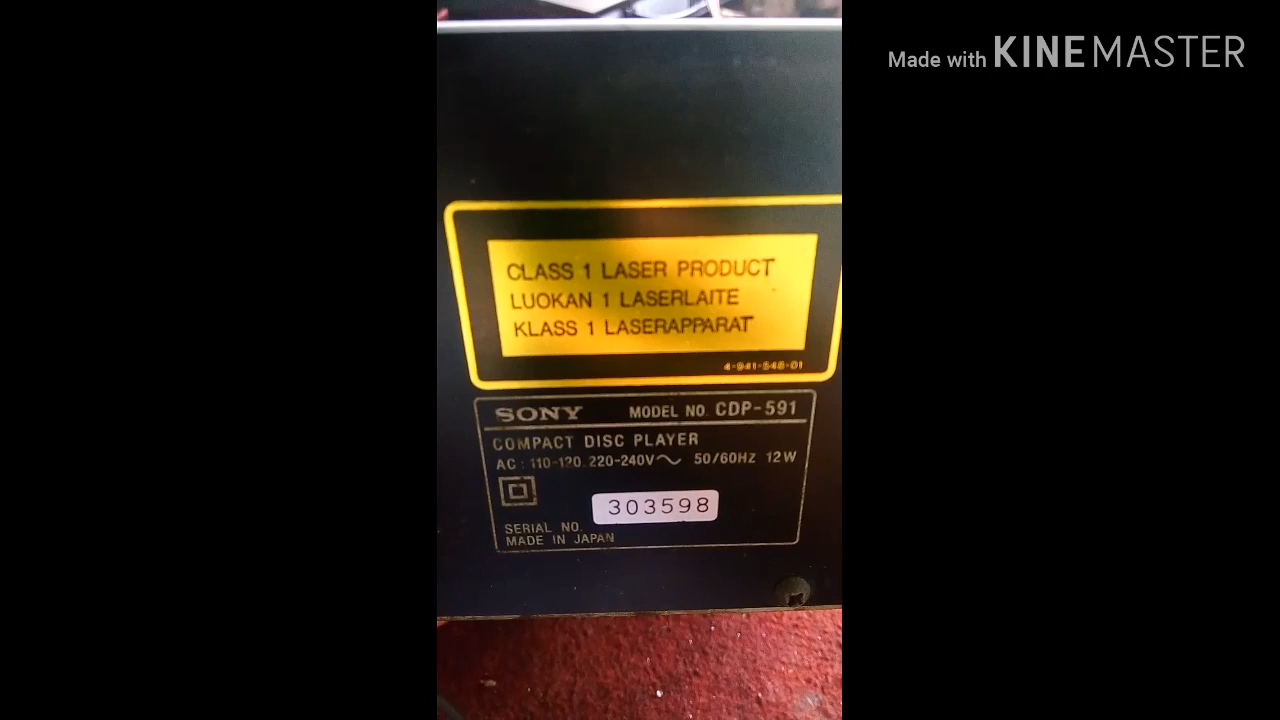 Made with KINEMASTER
CLASS 1 LASER PRODUCT
LUOKAN 1 LASERLAITE
KLASS 1 LASERAPPARAT
4-941-548-01
SONY MODEL NO. CDP-591
COMPACT DISC PLAYER
AC : 110-120, 220-240V～ 50/60HZ 12W
303598
SERIAL NO.
MADE IN JAPAN